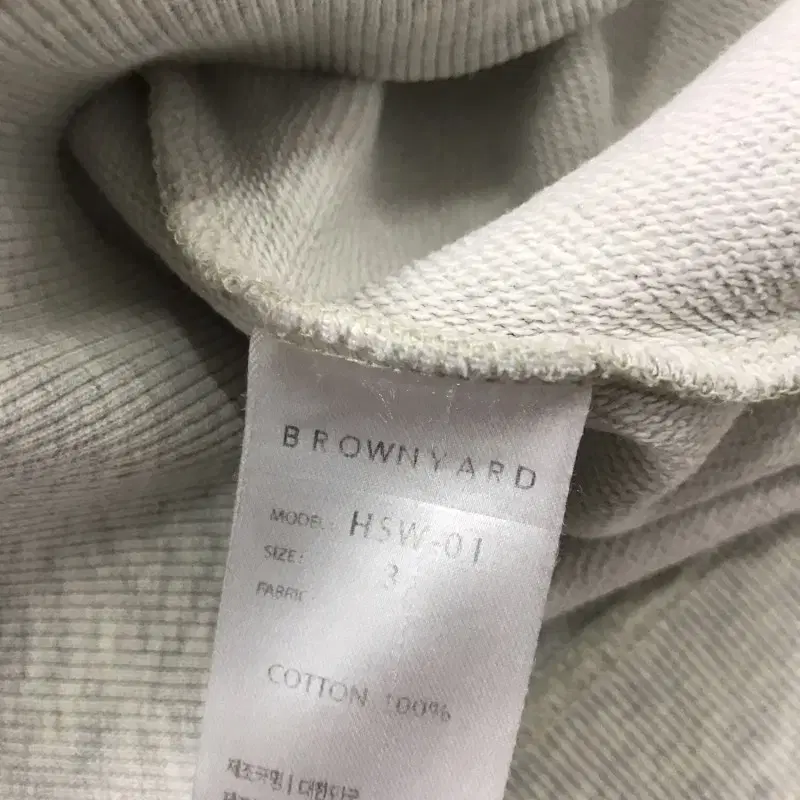 BROWNYARD
MODEL: HSW-01
SIZE: 3
FABRIC:
COTTON 100%
제조국명 | 대한민국